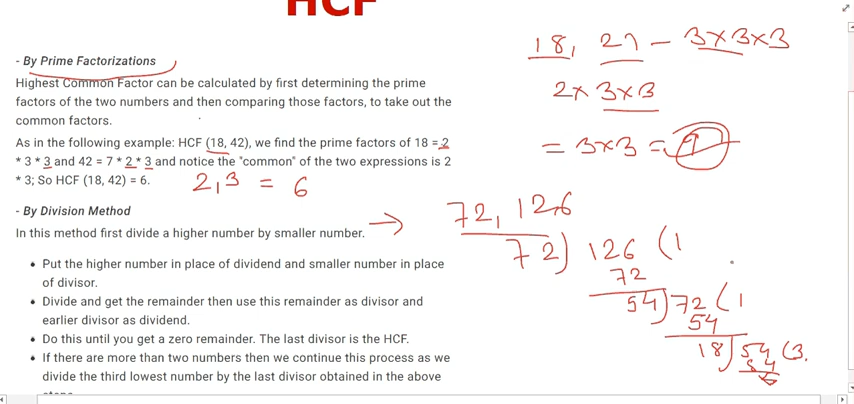 HCF
- By Prime Factorizations
Highest Common Factor can be calculated by first determining the prime
factors of the two numbers and then comparing those factors, to take out the
common factors.
As in the following example: HCF (18, 42), we find the prime factors of 18 = 2
* 3 * 3 and 42 = 7 * 2 * 3 and notice the "common" of the two expressions is 2
* 3; So HCF (18, 42) = 6.
2,3 = 6
- By Division Method
In this method first divide a higher number by smaller number.
Put the higher number in place of dividend and smaller number in place
of divisor.
Divide and get the remainder then use this remainder as divisor and
earlier divisor as dividend.
Do this until you get a zero remainder. The last divisor is the HCF.
If there are more than two numbers then we continue this process as we
divide the third lowest number by the last divisor obtained in the above
18, 27 - 3×3×3
2× 3×3
= 3×3 = 9
→ 72, 126
72) 126 (1
72
54) 72 (1
54
18) 54 (3.
54